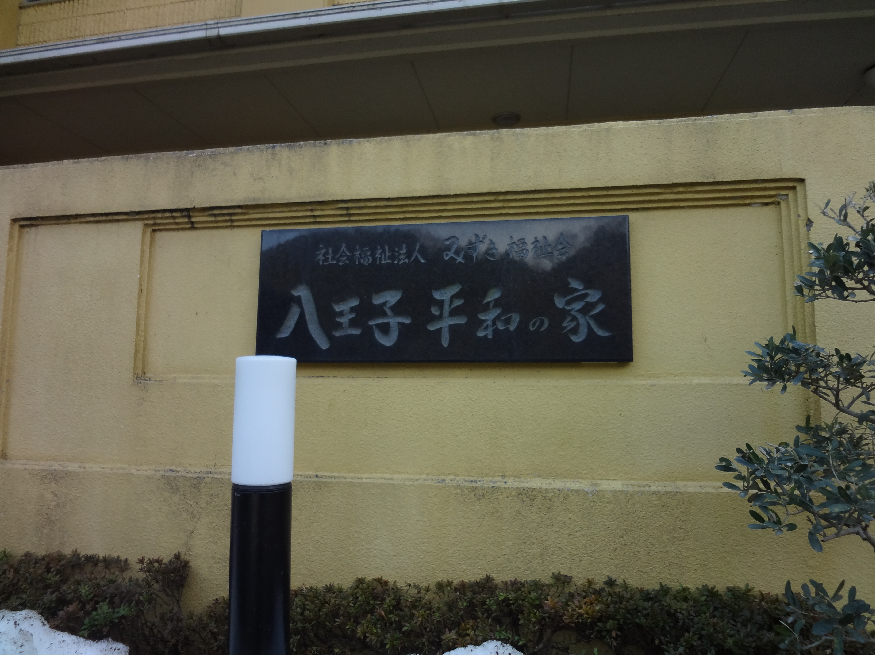 社会福祉法人 みずき福祉会
八王子平和の家